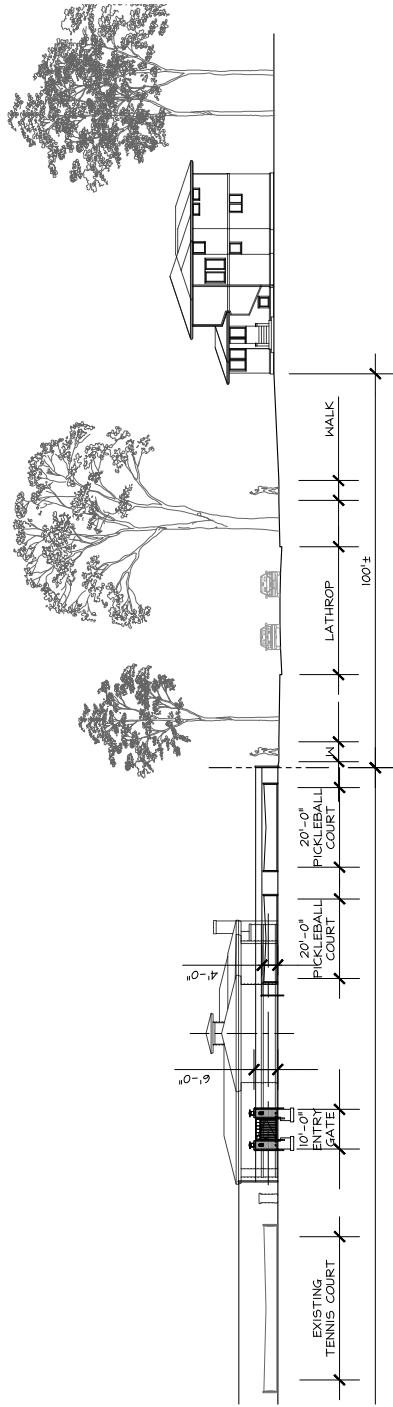 EXISTING
TENNIS COURT
10'-0"
ENTRY
GATE
6'-0"
4'-0"
20'-0"
PICKLEBALL
COURT
20'-0"
PICKLEBALL
COURT
W
LATHROP
WALK
100'±